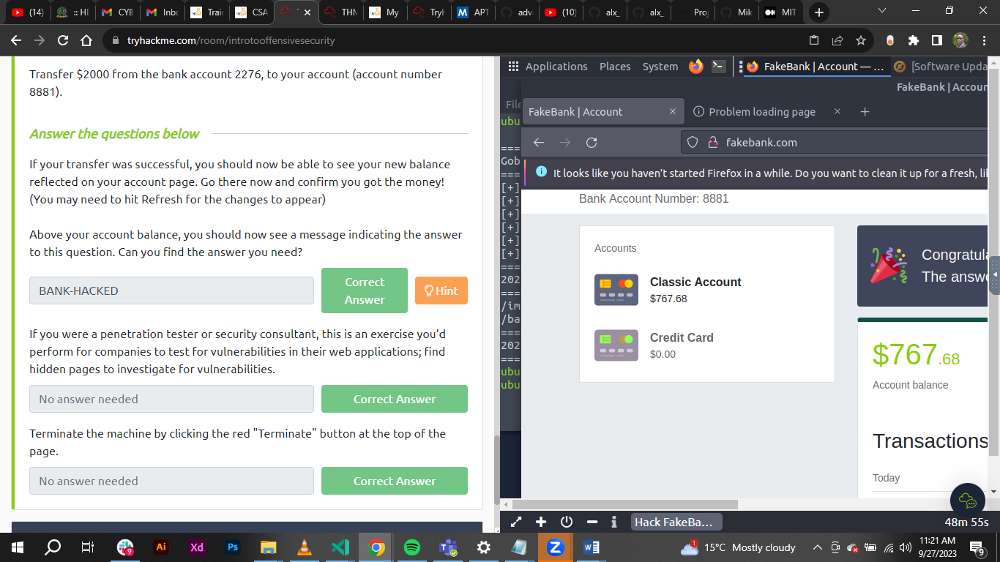 (14)
:: HE
CYB
Inbo
Trair
CSA
THM
My
TryH
APT
adve
(10)
alx_
alx_
Proj
Mik
MIT
tryhackme.com/room/introtooffensivesecurity
Transfer $2000 from the bank account 2276, to your account (account number
8881).
Answer the questions below
If your transfer was successful, you should now be able to see your new balance
reflected on your account page. Go there now and confirm you got the money!
(You may need to hit Refresh for the changes to appear)
Above your account balance, you should now see a message indicating the answer
to this question. Can you find the answer you need?
BANK-HACKED
Correct
Answer
Hint
If you were a penetration tester or security consultant, this is an exercise you’d
perform for companies to test for vulnerabilities in their web applications; find
hidden pages to investigate for vulnerabilities.
No answer needed
Correct Answer
Terminate the machine by clicking the red "Terminate" button at the top of the
page.
No answer needed
Correct Answer
Applications Places System
FakeBank | Account — ...
[Software Upda
FakeBank | Accoun
File
FakeBank | Account
Problem loading page
fakebank.com
It looks like you haven’t started Firefox in a while. Do you want to clean it up for a fresh, li
ubu
===
Gob
===
[+]
[+]
[+]
[+]
[+]
[+]
===
202
===
/im
/ba
===
202
===
ubu
ubu
Bank Account Number: 8881
Accounts
Classic Account
$767.68
Credit Card
$0.00
Congratula
The answe
$767.68
Account balance
Transactions
Today
Hack FakeBa...
48m 55s
9
Ai
Xd
Ps
1
15°C Mostly cloudy
11:21 AM
9/27/2023
9